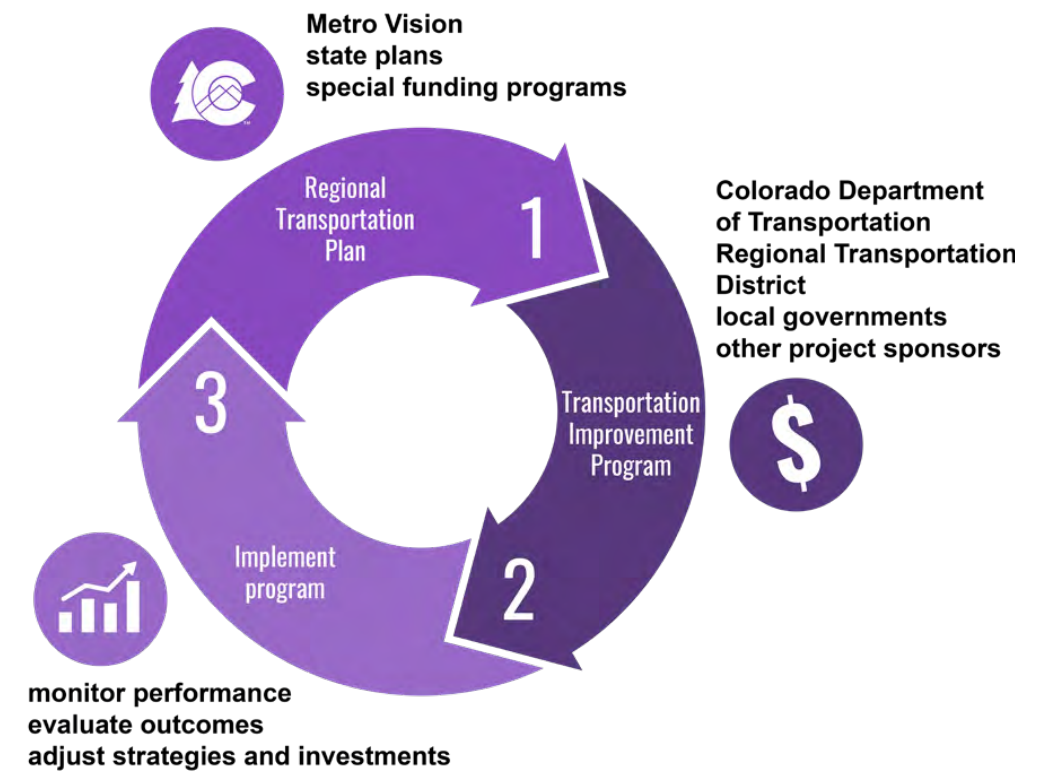 Metro Vision
state plans
special funding programs
Regional
Transportation
Plan
1
Colorado Department
of Transportation
Regional Transportation
District
local governments
other project sponsors
$
Transportation
Improvement
Program
2
3
Implement
program
monitor performance
evaluate outcomes
adjust strategies and investments